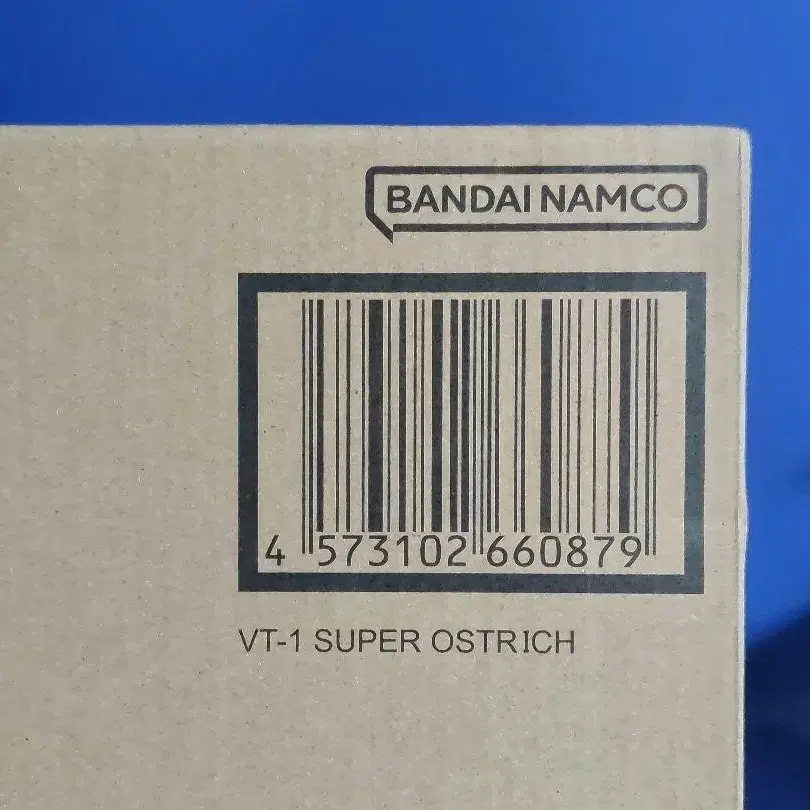 BANDAI NAMCO
4 573102 660879
VT-1 SUPER OSTRICH